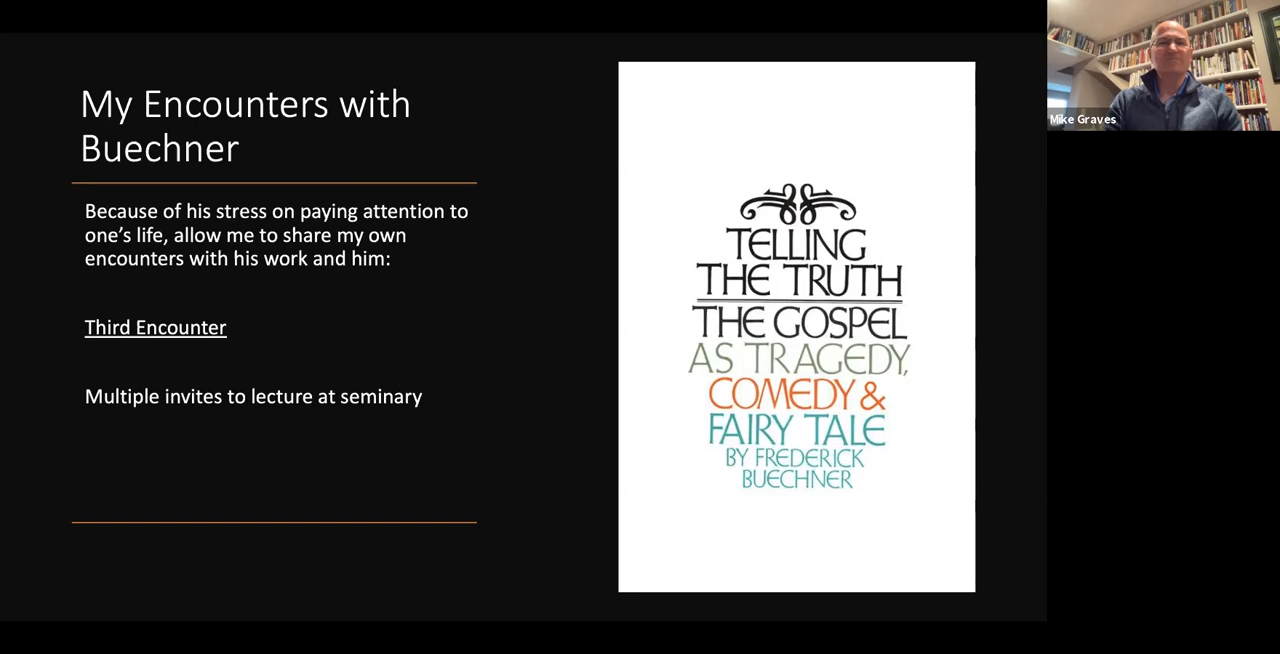 My Encounters with
Buechner
Because of his stress on paying attention to
one’s life, allow me to share my own
encounters with his work and him:
Third Encounter
Multiple invites to lecture at seminary
TELLING
THE TRUTH
THE GOSPEL
AS TRAGEDY,
COMEDY &
FAIRY TALE
BY FREDERICK
BUECHNER
Mike Graves